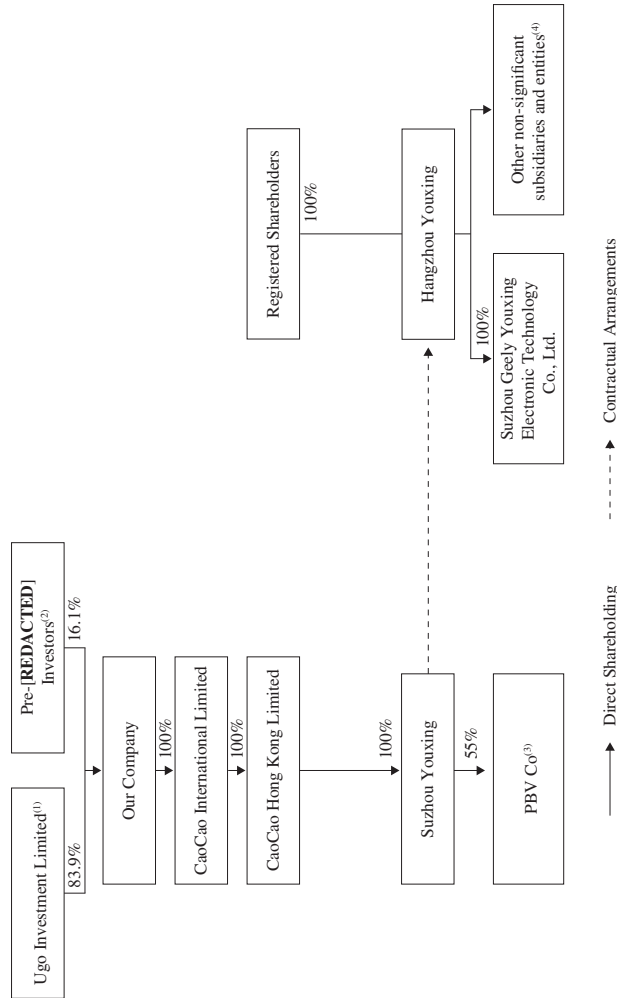 Ugo Investment Limited(1)
Pre-[REDACTED]
Investors(2)
83.9%
16.1%
Our Company
100%
CaoCao International Limited
100%
CaoCao Hong Kong Limited
Registered Shareholders
100%
100%
Suzhou Youxing
Hangzhou Youxing
55%
100%
PBV Co(3)
Suzhou Geely Youxing
Electronic Technology
Co., Ltd.
Other non-significant
subsidiaries and entities(4)
Direct Shareholding
Contractual Arrangements